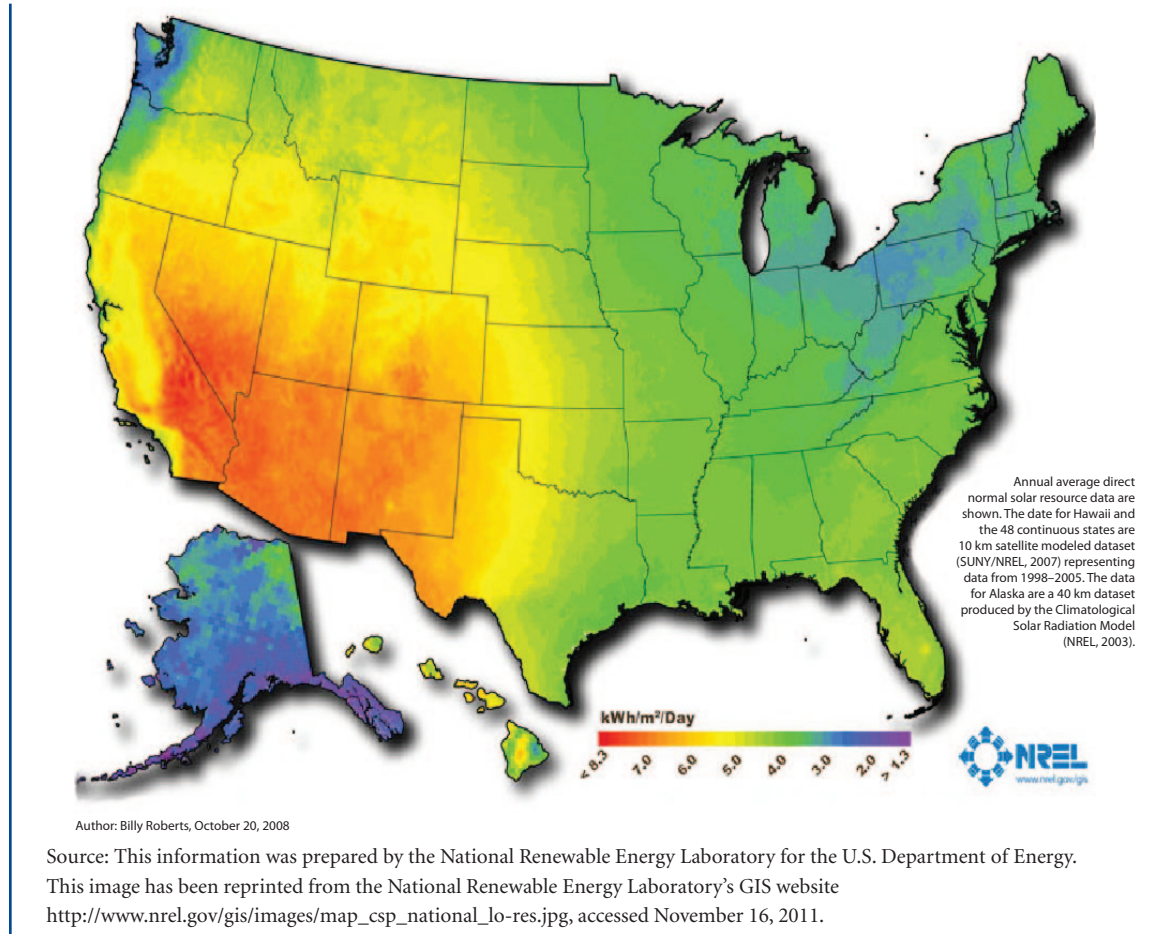 Annual average direct
normal solar resource data are
shown. The date for Hawaii and
the 48 continuous states are
10 km satellite modeled dataset
(SUNY/NREL, 2007) representing
data from 1998–2005. The data
for Alaska are a 40 km dataset
produced by the Climatological
Solar Radiation Model
(NREL, 2003).
kWh/m²/Day
< 8.3 7.0 6.0 5.0 4.0 3.0 2.0 > 1.3
NREL
www.nrel.gov/gis
Author: Billy Roberts, October 20, 2008
Source: This information was prepared by the National Renewable Energy Laboratory for the U.S. Department of Energy.
This image has been reprinted from the National Renewable Energy Laboratory’s GIS website
http://www.nrel.gov/gis/images/map_csp_national_lo-res.jpg, accessed November 16, 2011.